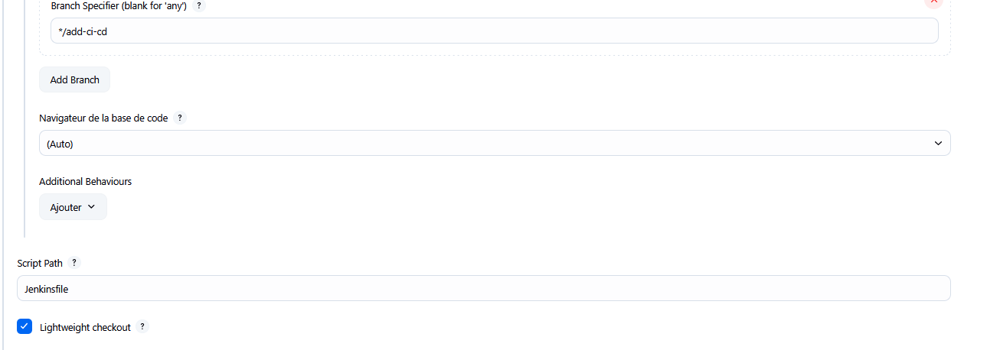 Branch Specifier (blank for 'any') ?
*/add-ci-cd
Add Branch
Navigateur de la base de code ?
(Auto)
Additional Behaviours
Ajouter
Script Path ?
Jenkinsfile
Lightweight checkout ?